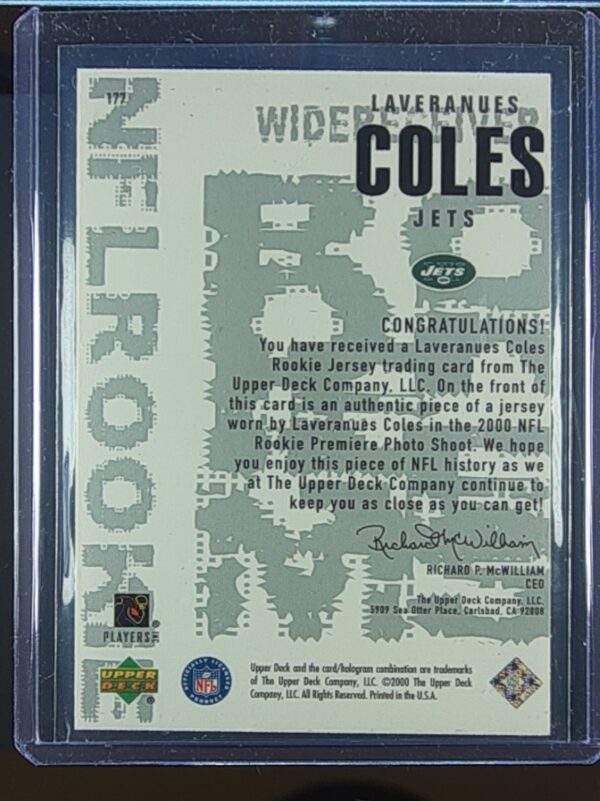 177
NFL ROOKIE
WIDE RECEIVER
LAVERANUES
COLES
JETS
JETS
CONGRATULATIONS!
You have received a Laveranues Coles
Rookie Jersey trading card from The
Upper Deck Company, LLC. On the front of
this card is an authentic piece of a jersey
worn by Laveranues Coles in the 2000 NFL
Rookie Premiere Photo Shoot. We hope
you enjoy this piece of NFL history as we
at The Upper Deck Company continue to
keep you as close as you can get!
Richard McWilliam
RICHARD P. McWILLIAM
CEO
The Upper Deck Company, LLC.
5909 Sea Otter Place, Carlsbad, CA 92008
PLAYERS INC ®
UPPER
DECK ®
OFFICIALLY LICENSED
NFL
PRODUCT
Upper Deck and the card/hologram combination are trademarks
of The Upper Deck Company, LLC. ©2000 The Upper Deck
Company, LLC. All Rights Reserved. Printed in the U.S.A.